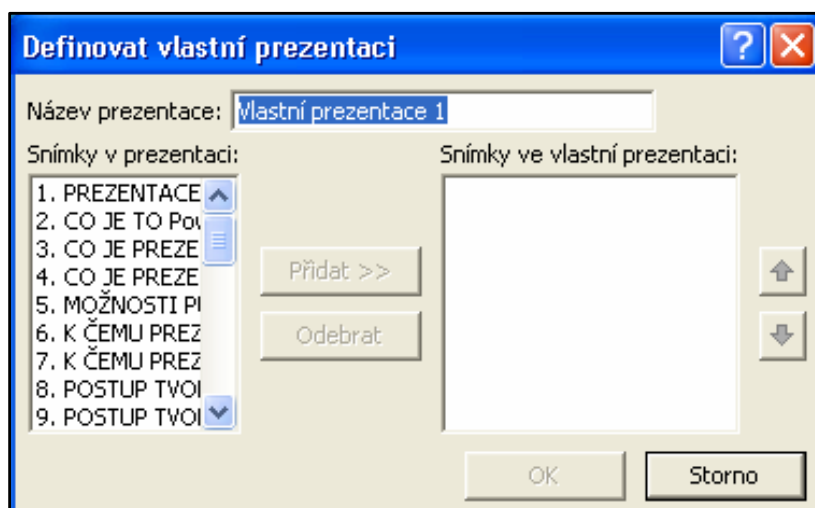 Definovat vlastní prezentaci
Název prezentace: Vlastní prezentace 1
Snímky v prezentaci:
Snímky ve vlastní prezentaci:
1. PREZENTACE
2. CO JE TO Pow
3. CO JE PREZE
4. CO JE PREZE
5. MOŽNOSTI P
6. K ČEMU PREZ
7. K ČEMU PREZ
8. POSTUP TVO
9. POSTUP TVO
Přidat >>
Odebrat
OK
Storno